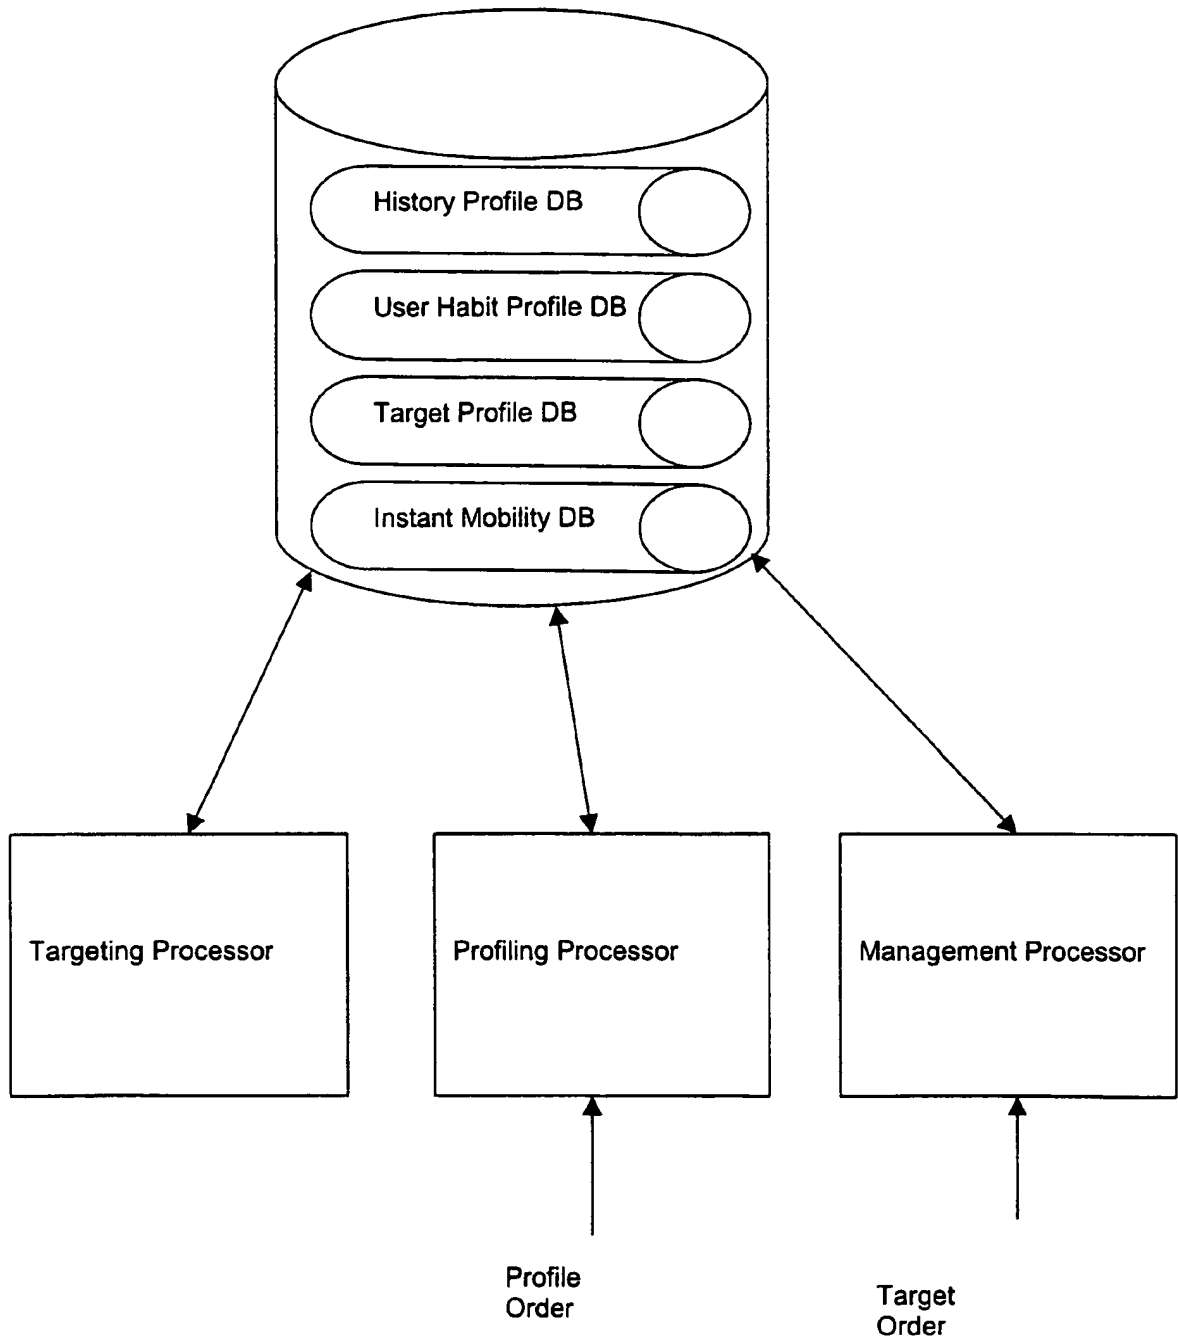 History Profile DB
User Habit Profile DB
Target Profile DB
Instant Mobility DB
Targeting Processor
Profiling Processor
Management Processor
Profile
Order
Target
Order